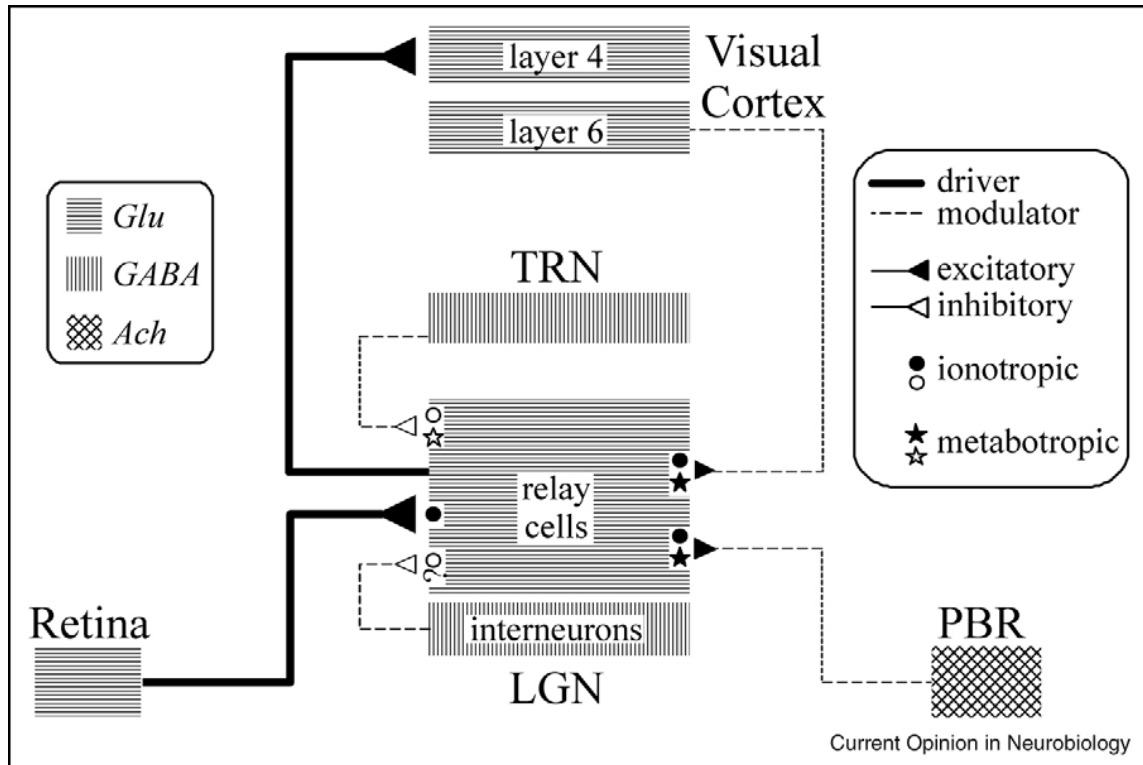 layer 4
Visual
Cortex
layer 6
Glu
GABA
Ach
driver
modulator
excitatory
inhibitory
ionotropic
metabotropic
TRN
relay
cells
?
interneurons
LGN
Retina
PBR
Current Opinion in Neurobiology